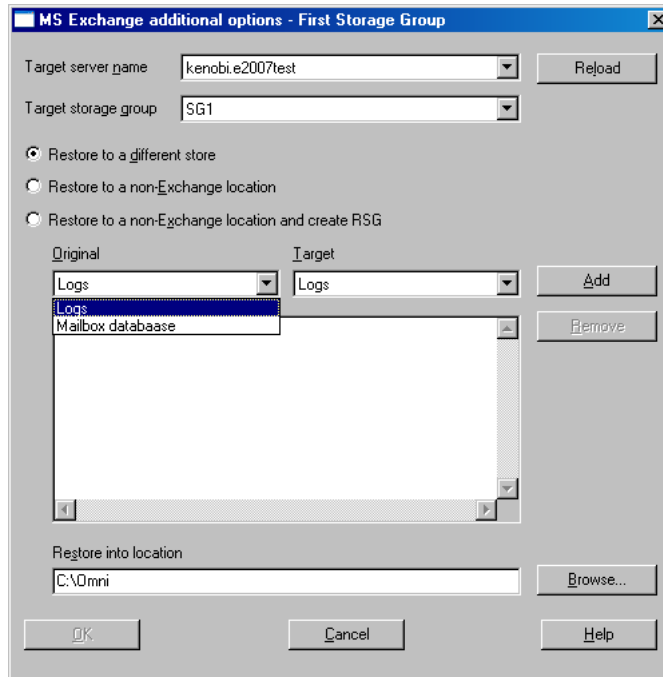 MS Exchange additional options - First Storage Group
Target server name kenobi.e2007test Reload
Target storage group SG1
Restore to a different store
Restore to a non-Exchange location
Restore to a non-Exchange location and create RSG
Original Target
Logs Logs Add
Logs
Mailbox databaase Remove
Restore into location
C:\Omni Browse...
OK Cancel Help